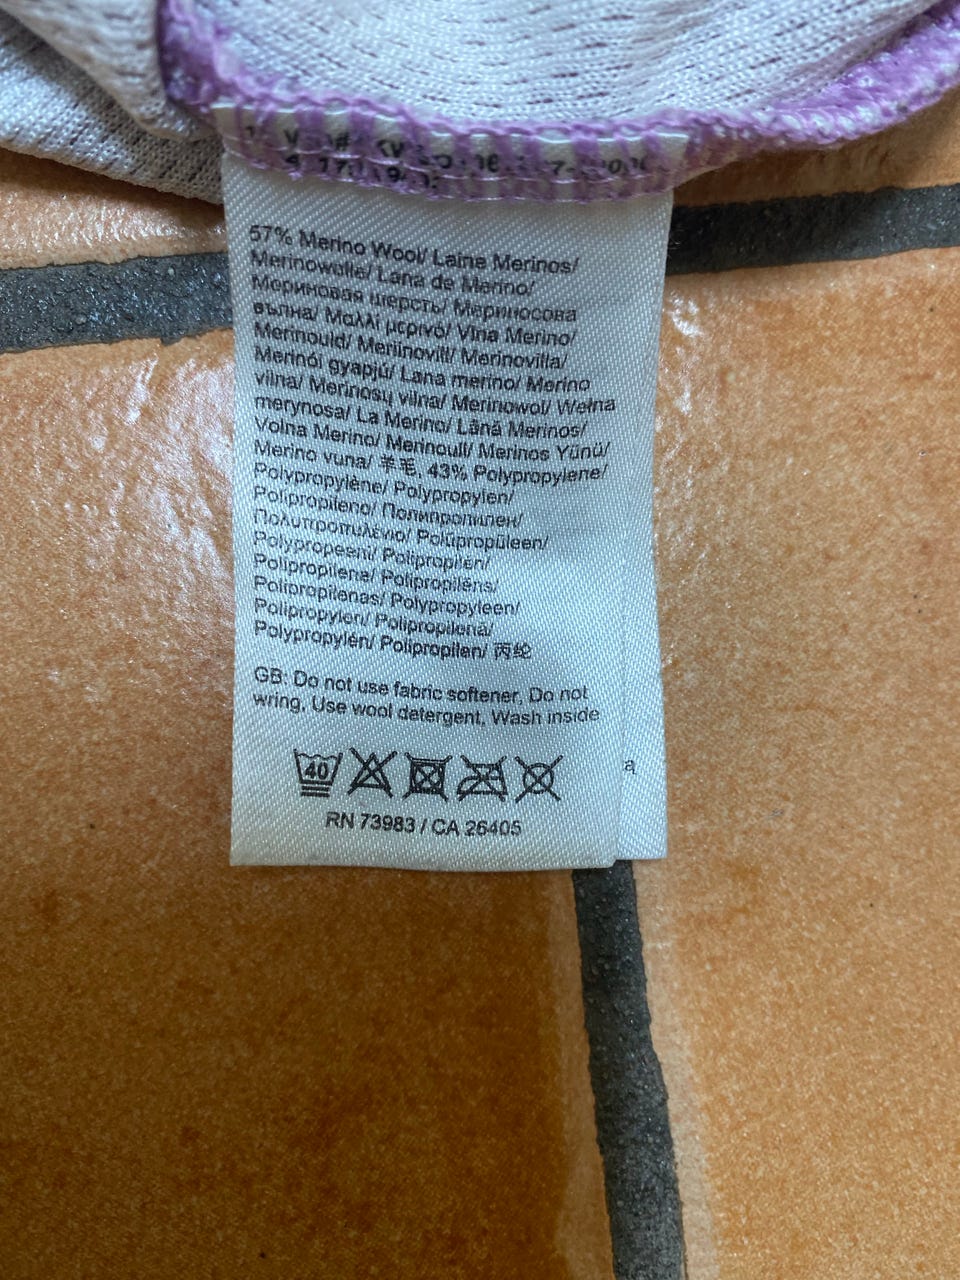 57% Merino Wool/ Laine Merinos/
Merinowolle/ Lana de Merino/
Мериновая шерсть/ Мериносова
вълна/ Μαλλί μερινό/ Vlna Merino/
Merinould/ Meriinovill/ Merinovilla/
Merinói gyapjú/ Lana merino/ Merino
vilna/ Merinosų vilna/ Merinowol/ Wełna
merynosa/ La Merino/ Lână Merinos/
Volna Merino/ Merinoull/ Merinos Yünü/
Merino vuna/ 羊毛, 43% Polypropylene/
Polypropylène/ Polypropylen/
Polipropileno/ Полипропилен/
Πολυπροπυλένιο/ Polüpropüleen/
Polypropeeni/ Polipropilén/
Polipropilene/ Polipropilēns/
Polipropilenas/ Polypropyleen/
Polipropylen/ Polipropilenă/
Polypropylén/ Polipropilen/ 丙纶
GB: Do not use fabric softener, Do not
wring, Use wool detergent, Wash inside
40
RN 73983 / CA 26405
ą